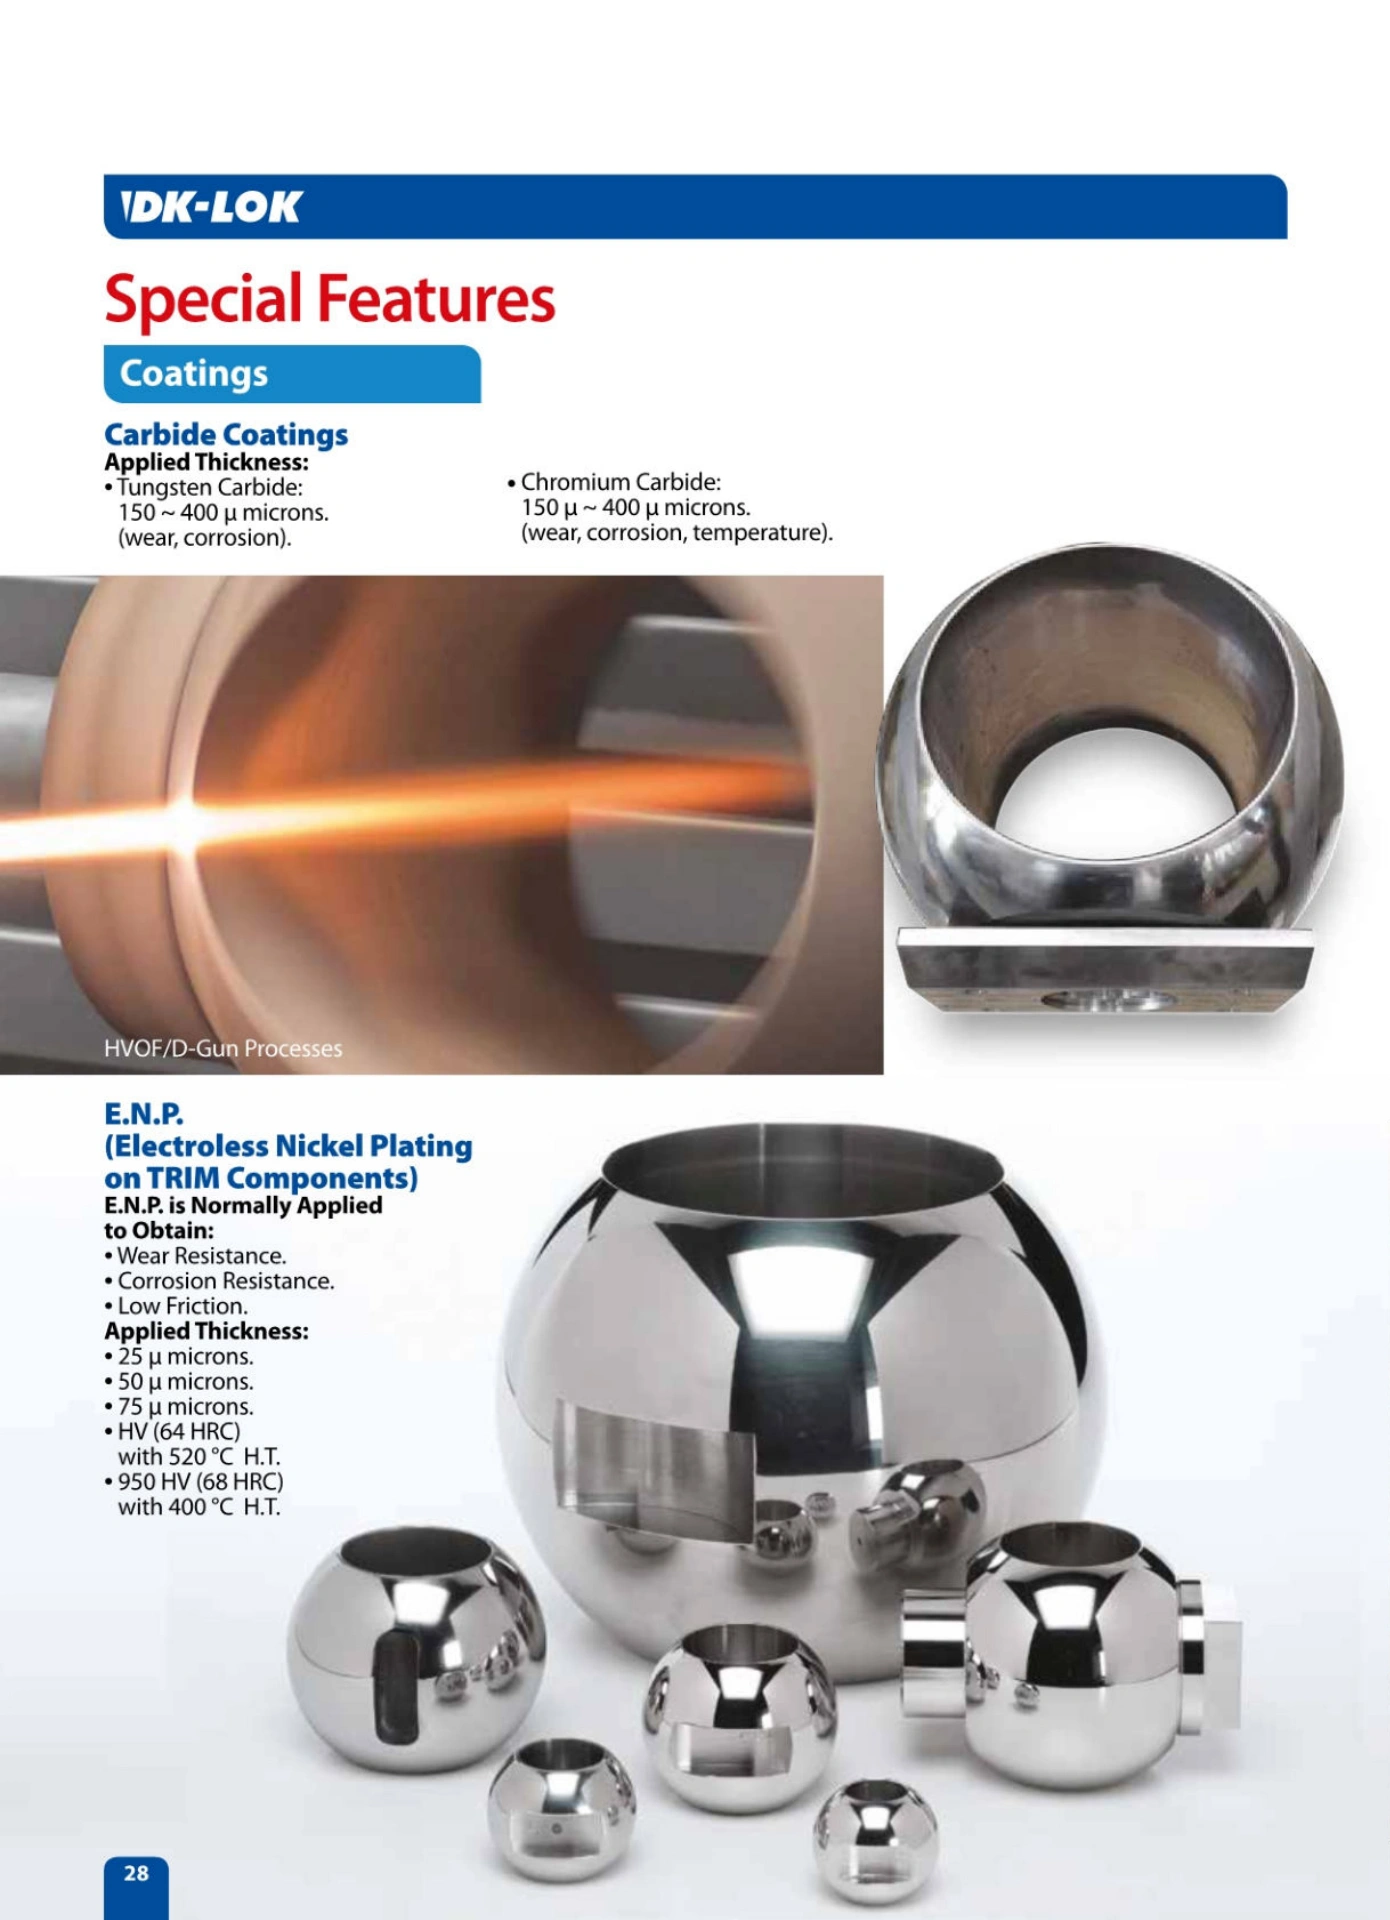 DK-LOK
Special Features
Coatings
Carbide Coatings
Applied Thickness:
• Tungsten Carbide:
150 ~ 400 µ microns.
(wear, corrosion).
• Chromium Carbide:
150 µ ~ 400 µ microns.
(wear, corrosion, temperature).
HVOF/D-Gun Processes
E.N.P.
(Electroless Nickel Plating
on TRIM Components)
E.N.P. is Normally Applied
to Obtain:
• Wear Resistance.
• Corrosion Resistance.
• Low Friction.
Applied Thickness:
• 25 µ microns.
• 50 µ microns.
• 75 µ microns.
• HV (64 HRC)
with 520 °C H.T.
• 950 HV (68 HRC)
with 400 °C H.T.
28